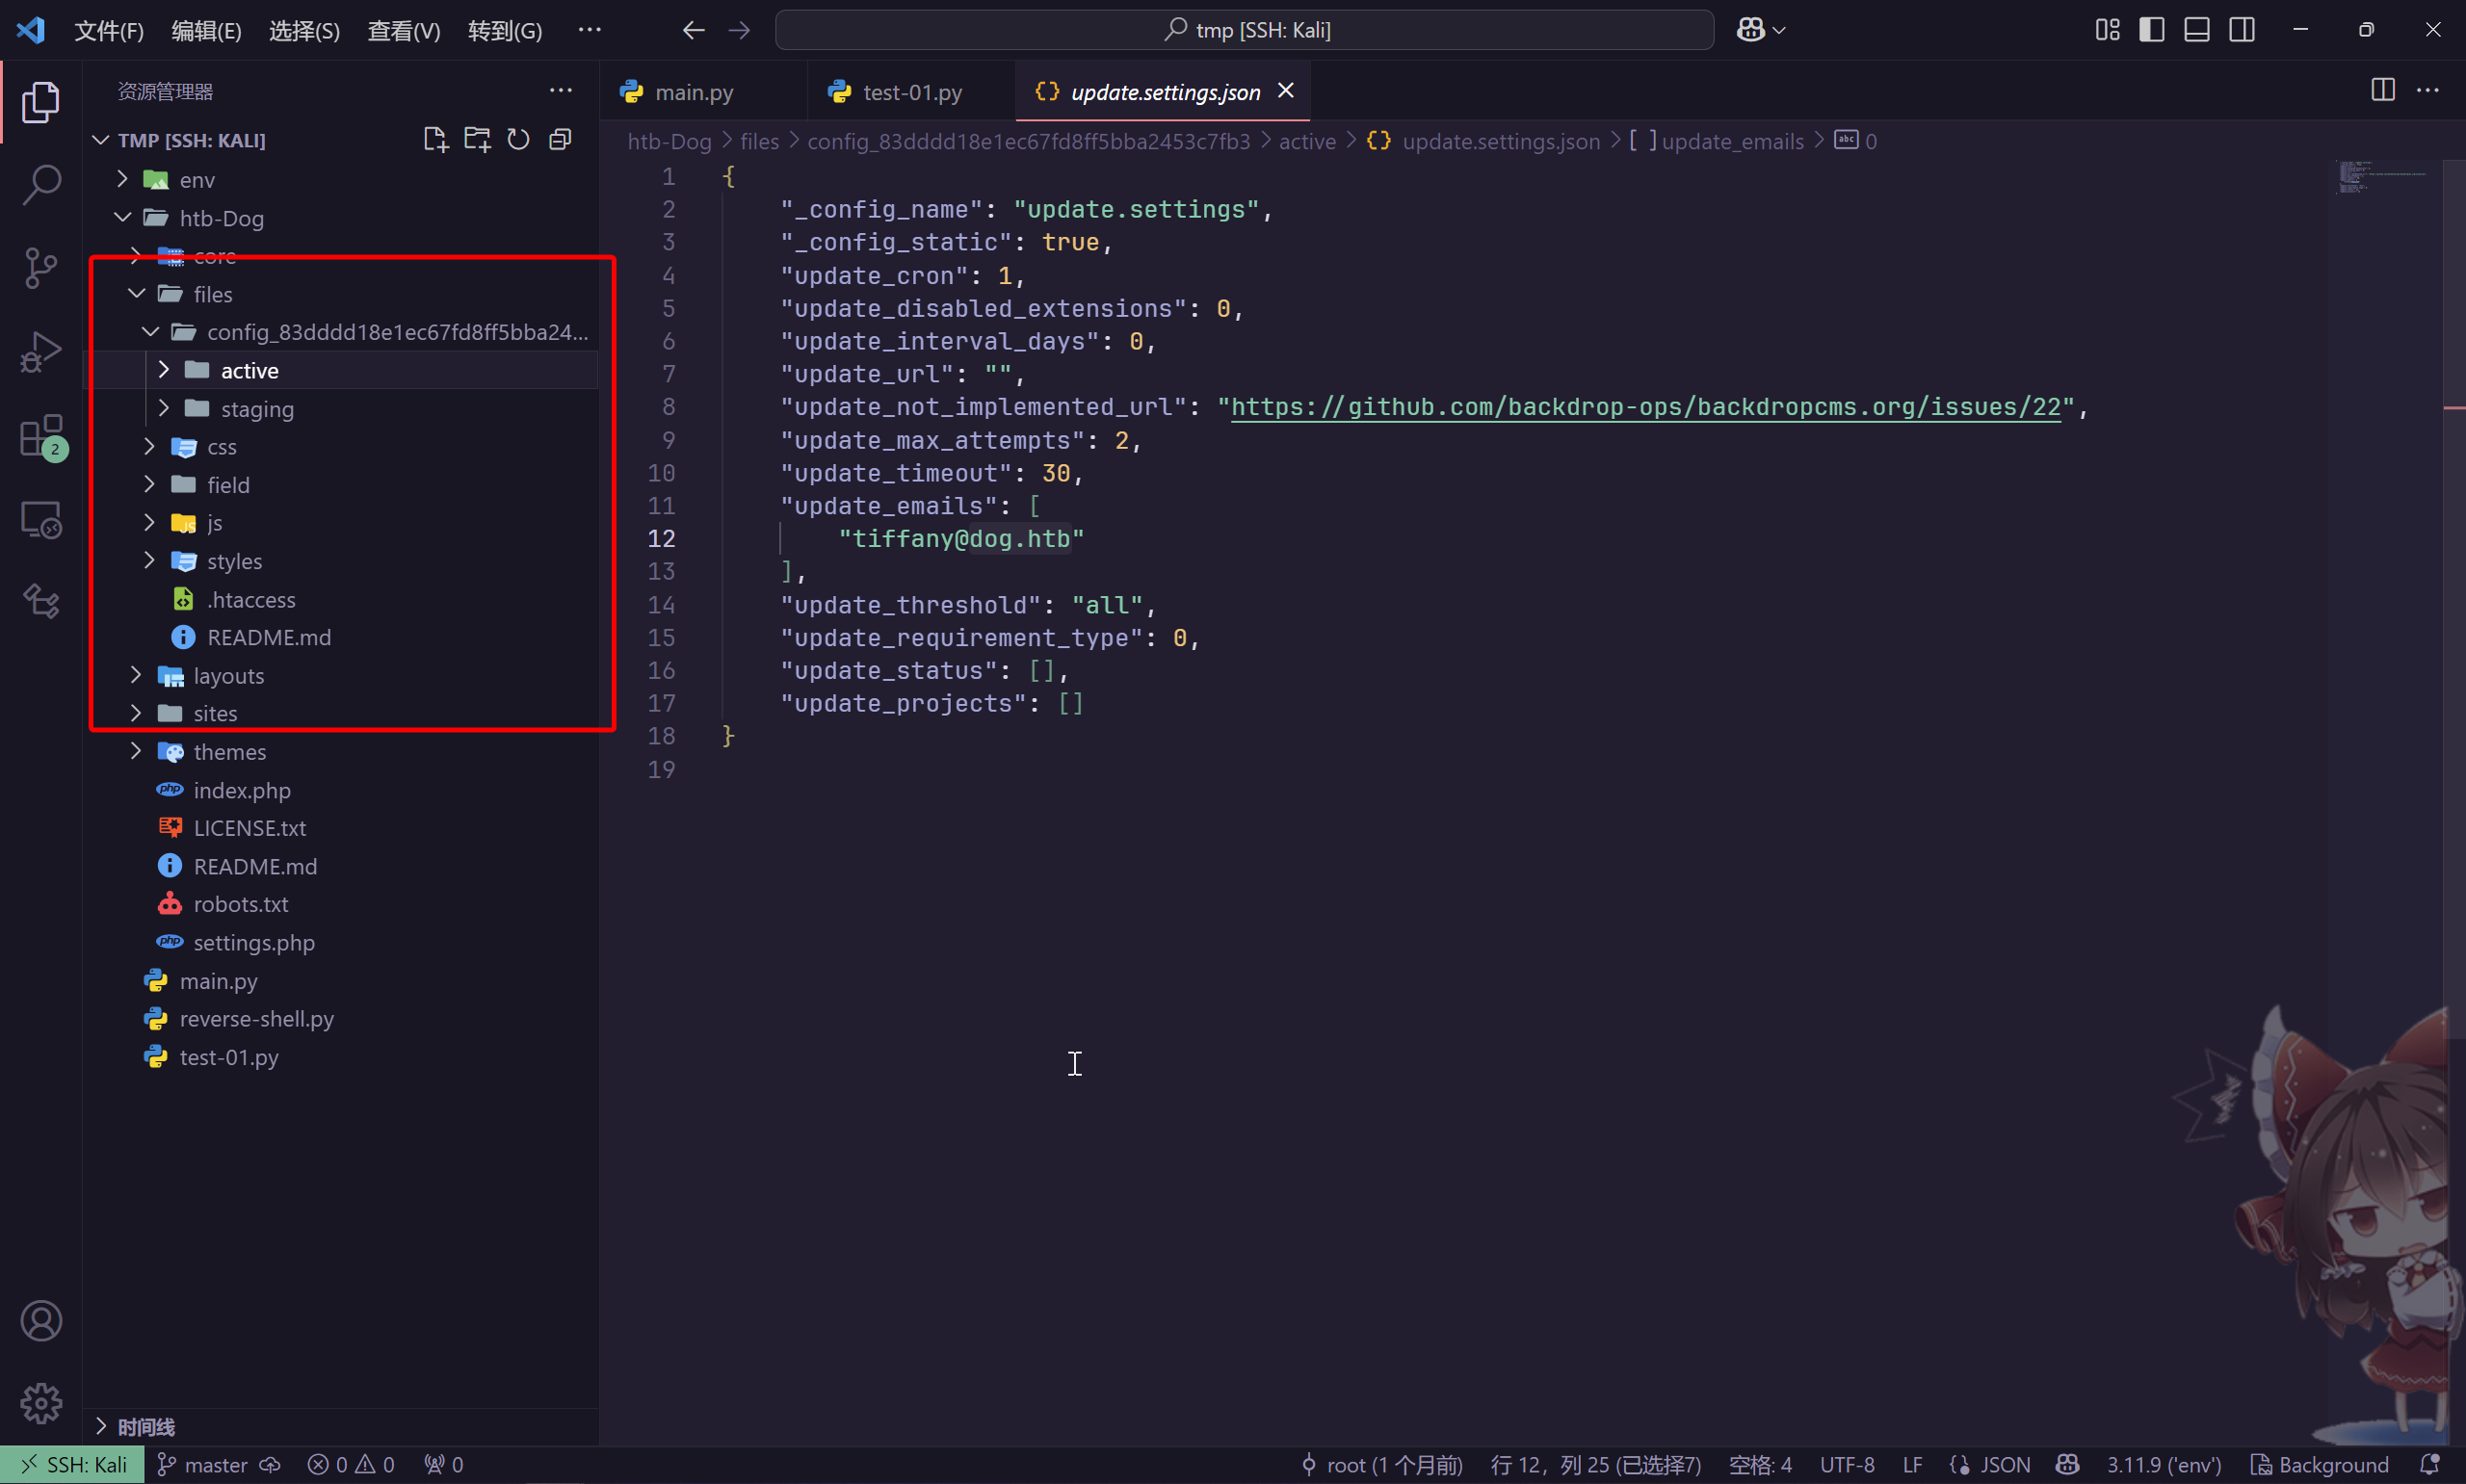 文件(F) 编辑(E) 选择(S) 查看(V) 转到(G) ··· tmp [SSH: Kali]
资源管理器 ···
main.py test-01.py {} update.settings.json
TMP [SSH: KALI]
htb-Dog > files > config_83dddd18e1ec67fd8ff5bba2453c7fb3 > active > {} update.settings.json > [ ] update_emails > abc 0
env
htb-Dog
core
files
config_83dddd18e1ec67fd8ff5bba24...
active
staging
css
field
js
styles
.htaccess
README.md
layouts
sites
themes
index.php
LICENSE.txt
README.md
robots.txt
settings.php
main.py
reverse-shell.py
test-01.py
时间线
1 {
2 "_config_name": "update.settings",
3 "_config_static": true,
4 "update_cron": 1,
5 "update_disabled_extensions": 0,
6 "update_interval_days": 0,
7 "update_url": "",
8 "update_not_implemented_url": "https://github.com/backdrop-ops/backdropcms.org/issues/22",
9 "update_max_attempts": 2,
10 "update_timeout": 30,
11 "update_emails": [
12 "tiffany@dog.htb"
13 ],
14 "update_threshold": "all",
15 "update_requirement_type": 0,
16 "update_status": [],
17 "update_projects": []
18 }
19
2
SSH: Kali master 0 0 0 root (1 个月前) 行 12，列 25 (已选择7) 空格: 4 UTF-8 LF JSON 3.11.9 ('env') Background